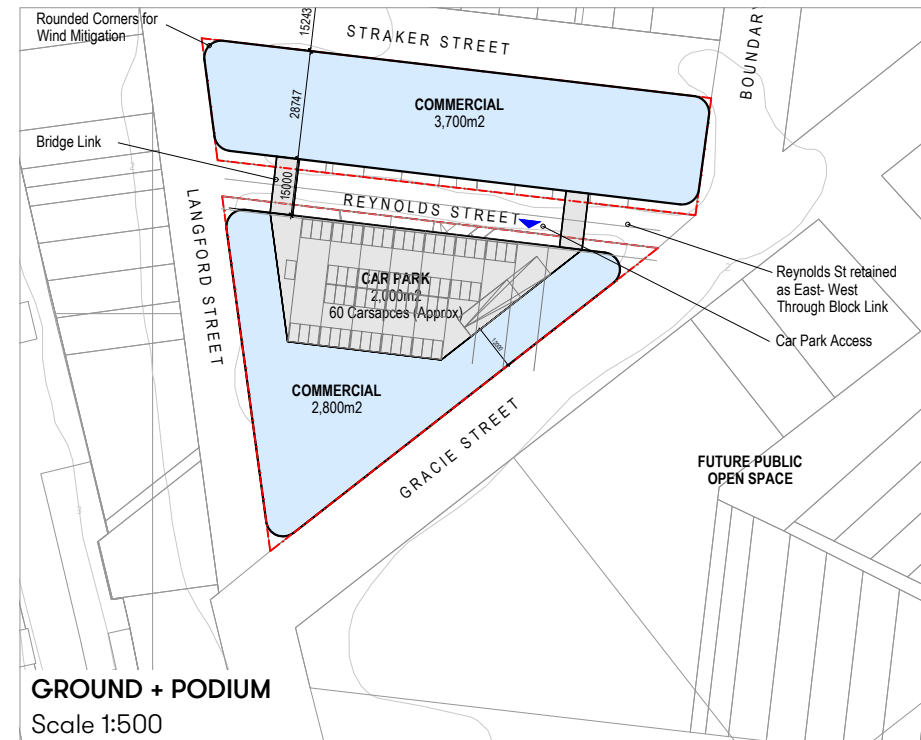 Rounded Corners for
Wind Mitigation
15243
STRAKER STREET
BOUNDARY
COMMERCIAL
3,700m2
28747
Bridge Link
15000
REYNOLDS STREET
LANGFORD STREET
CAR PARK
2,000m2
60 Carsapces (Approx)
Reynolds St retained
as East- West
Through Block Link
Car Park Access
COMMERCIAL
2,800m2
GRACIE STREET
FUTURE PUBLIC
OPEN SPACE
GROUND + PODIUM
Scale 1:500